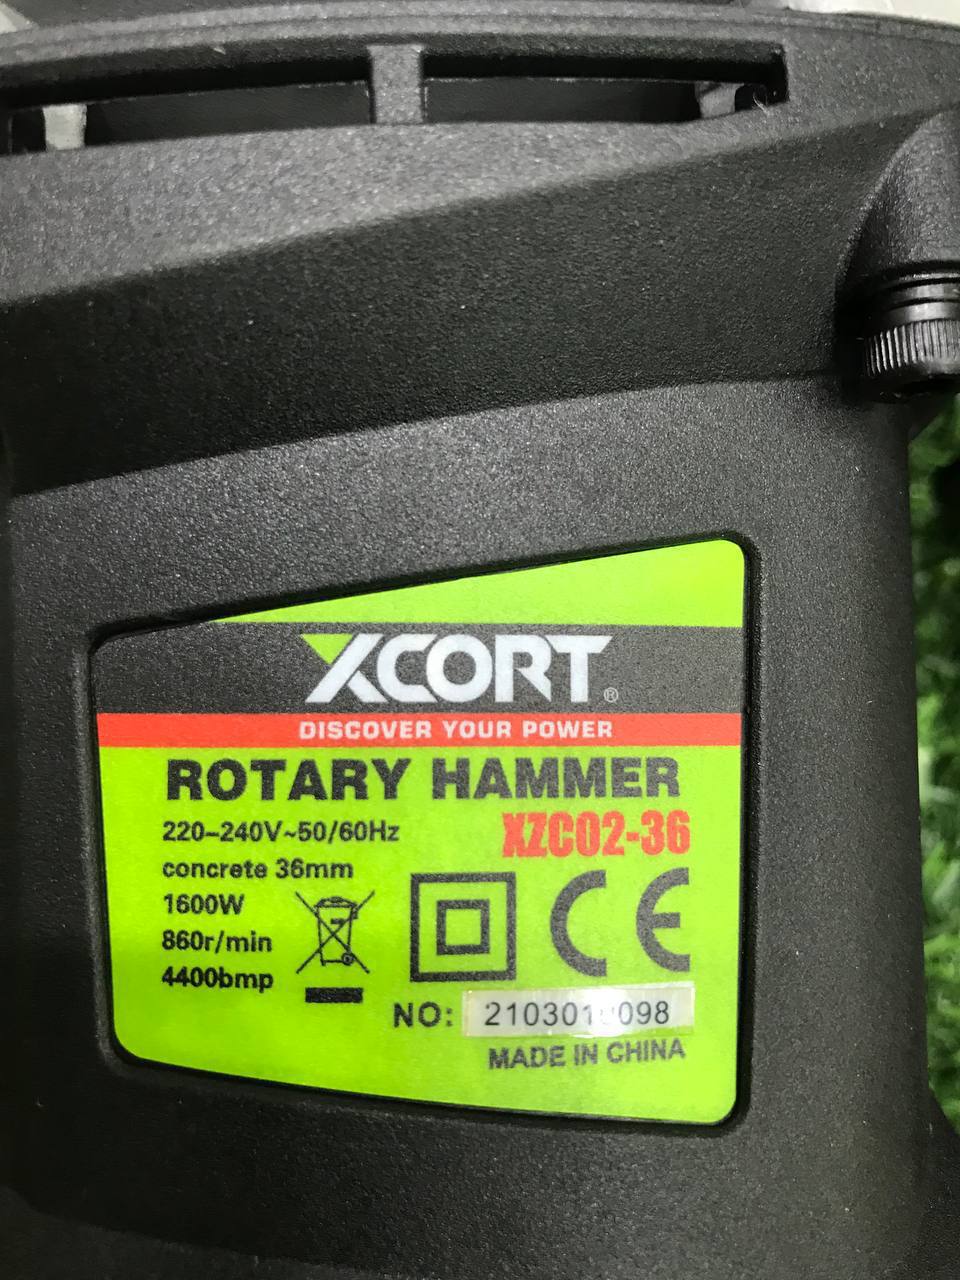 XCORT®
DISCOVER YOUR POWER
ROTARY HAMMER
220–240V~50/60Hz
XZC02-36
concrete 36mm
1600W
860r/min
4400bmp
CE
NO:
MADE IN CHINA